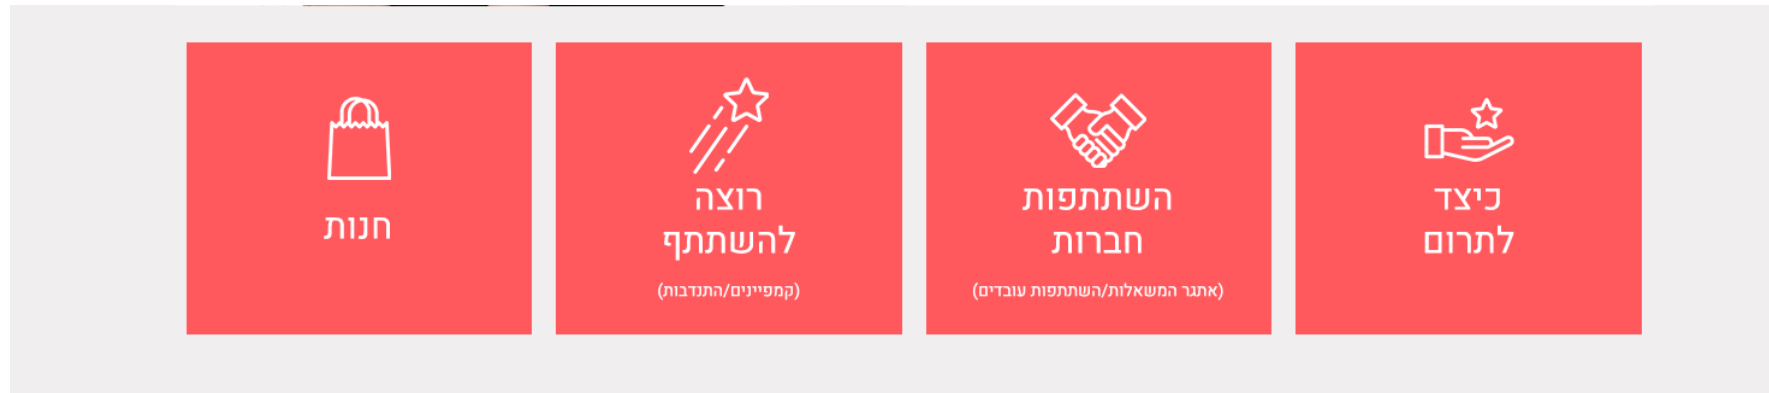 כיצד
לתרום
השתתפות
חברות
(אתגר המשאלות/השתתפות עובדים)
רוצה
להשתתף
(קמפיינים/התנדבות)
חנות